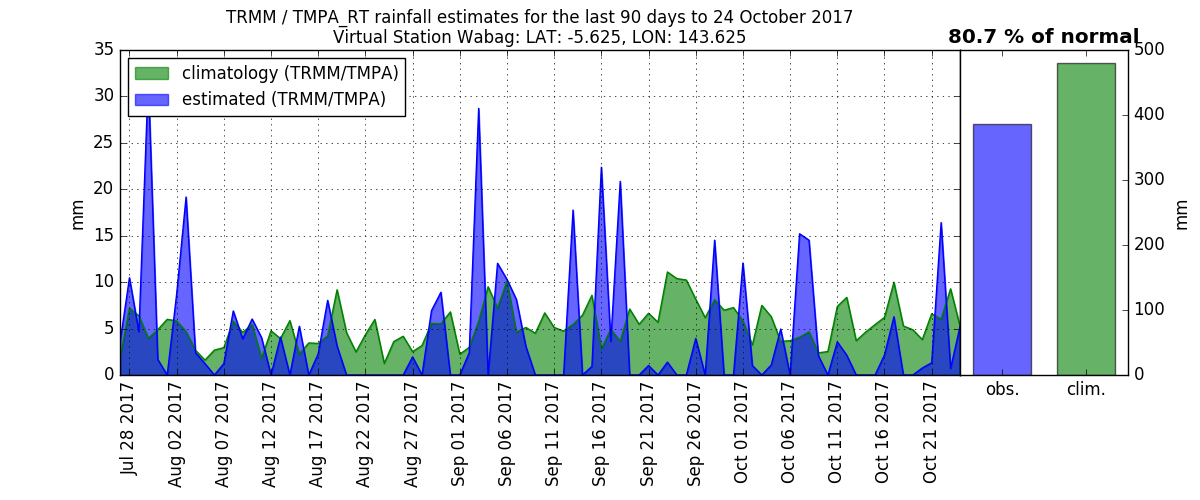 TRMM / TMPA_RT rainfall estimates for the last 90 days to 24 October 2017
Virtual Station Wabag: LAT: -5.625, LON: 143.625
80.7 % of normal
climatology (TRMM/TMPA)
estimated (TRMM/TMPA)
35
30
25
20
15
10
5
0
mm
500
400
300
200
100
0
mm
obs.
clim.
Jul 28 2017
Aug 02 2017
Aug 07 2017
Aug 12 2017
Aug 17 2017
Aug 22 2017
Aug 27 2017
Sep 01 2017
Sep 06 2017
Sep 11 2017
Sep 16 2017
Sep 21 2017
Sep 26 2017
Oct 01 2017
Oct 06 2017
Oct 11 2017
Oct 16 2017
Oct 21 2017